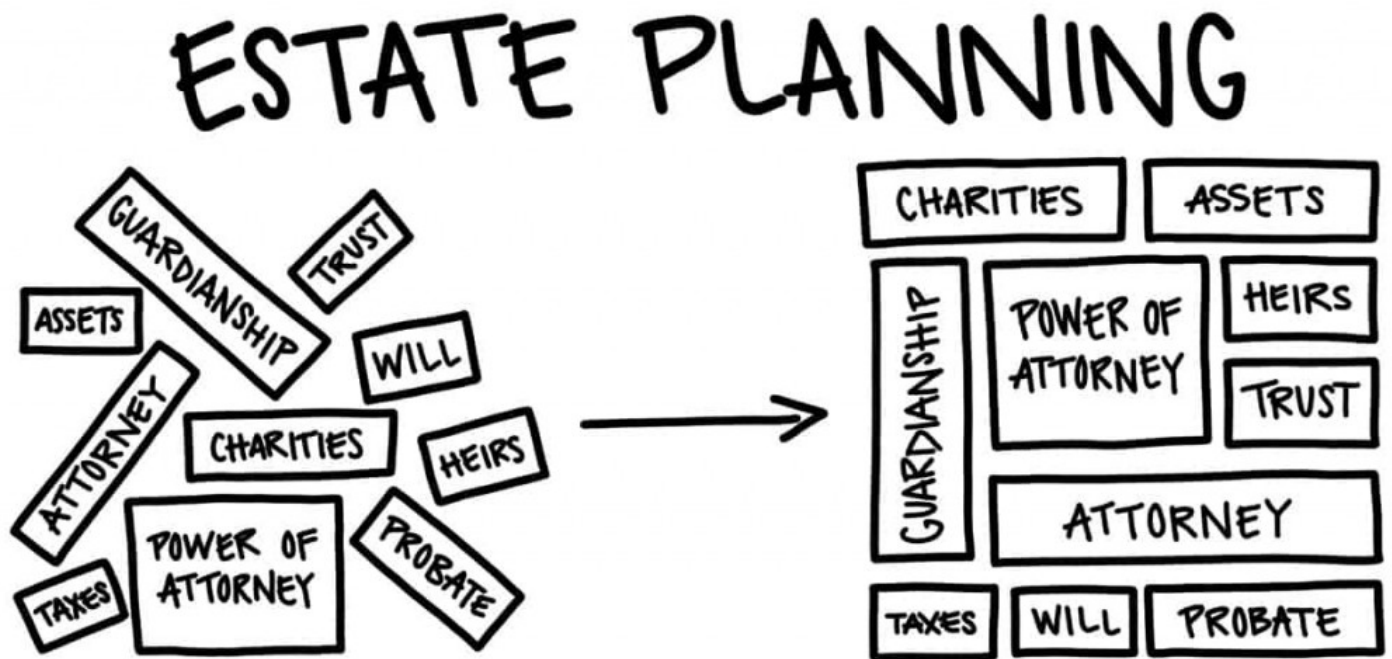 ESTATE PLANNING
GUARDIANSHIP
TRUST
ASSETS
WILL
ATTORNEY
CHARITIES
HEIRS
POWER OF
ATTORNEY
PROBATE
TAXES
CHARITIES
ASSETS
GUARDIANSHIP
POWER OF
ATTORNEY
HEIRS
TRUST
ATTORNEY
TAXES
WILL
PROBATE